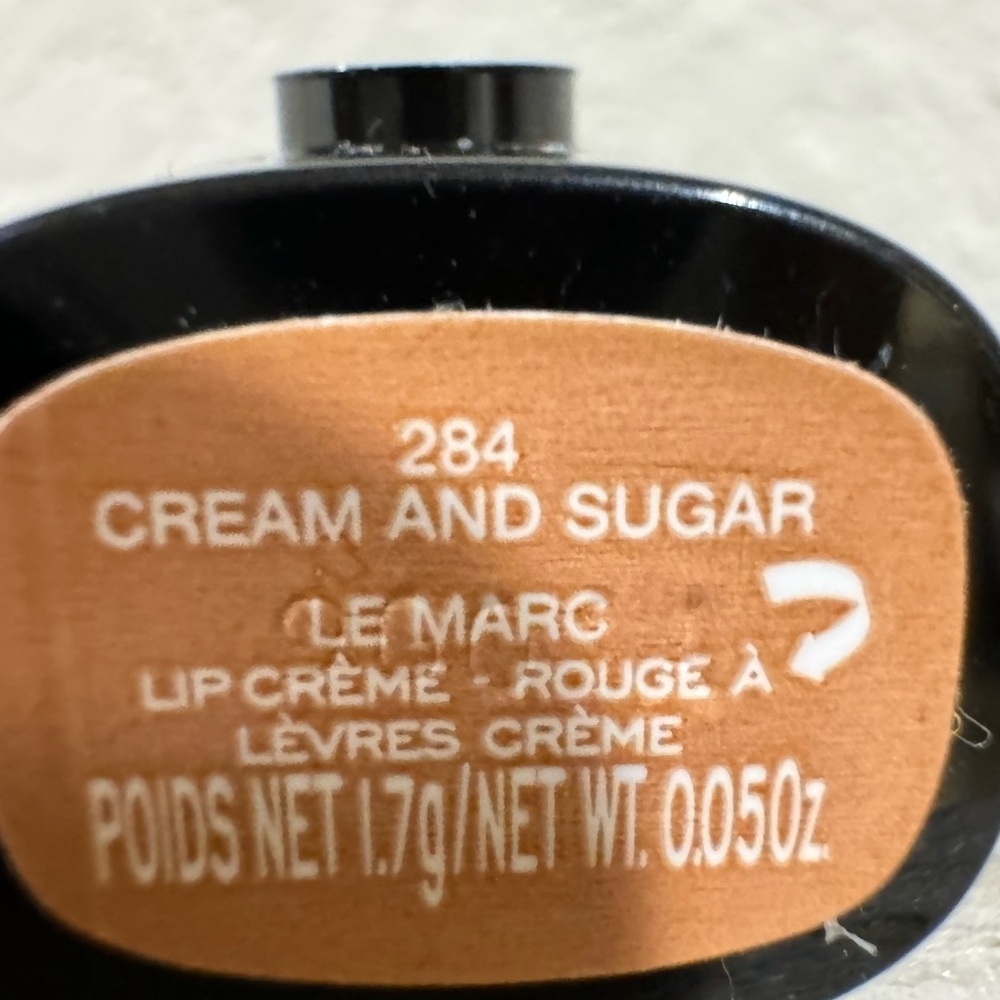 284
CREAM AND SUGAR
LE MARC
LIP CRÈME - ROUGE À
LÈVRES CRÈME
POIDS NET 1.7g/NET WT. 0.05Oz.